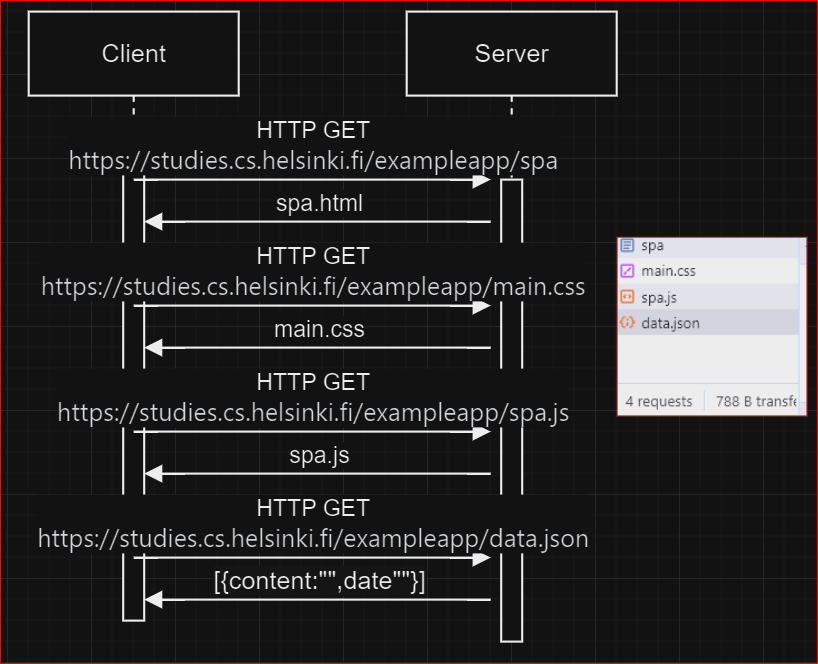 Client
Server
HTTP GET
https://studies.cs.helsinki.fi/exampleapp/spa
spa.html
HTTP GET
https://studies.cs.helsinki.fi/exampleapp/main.css
main.css
HTTP GET
https://studies.cs.helsinki.fi/exampleapp/spa.js
spa.js
HTTP GET
https://studies.cs.helsinki.fi/exampleapp/data.json
[{content:"",date""}]
spa
main.css
spa.js
data.json
4 requests
788 B transfe